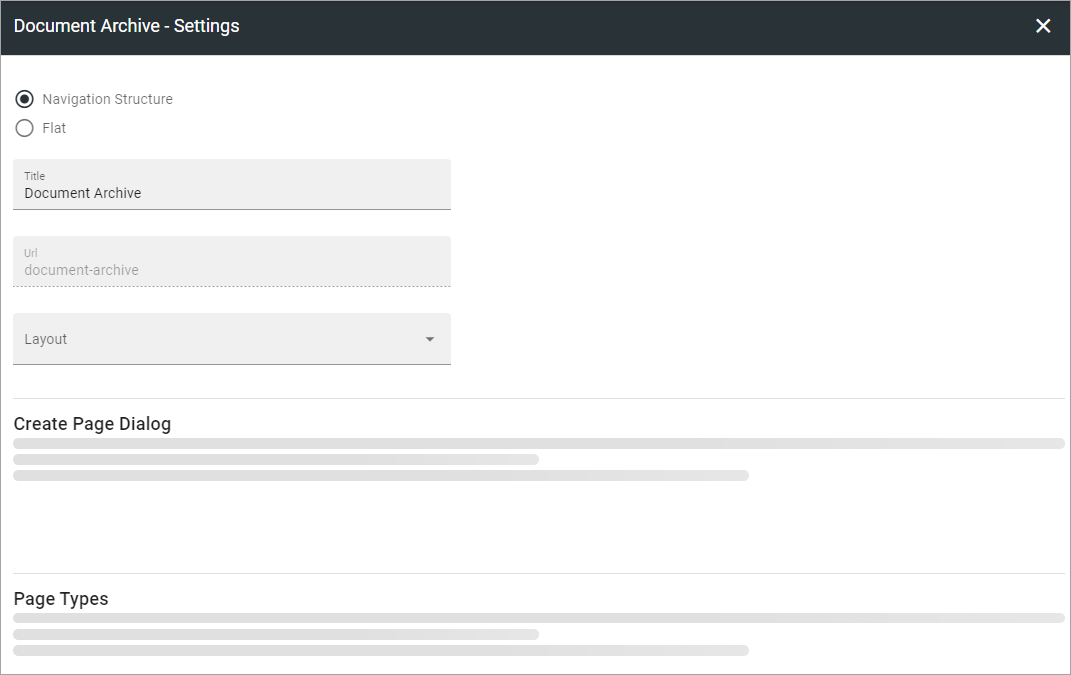 Document Archive - Settings
Navigation Structure
Flat
Title
Document Archive
Url
document-archive
Layout
Create Page Dialog
Page Types